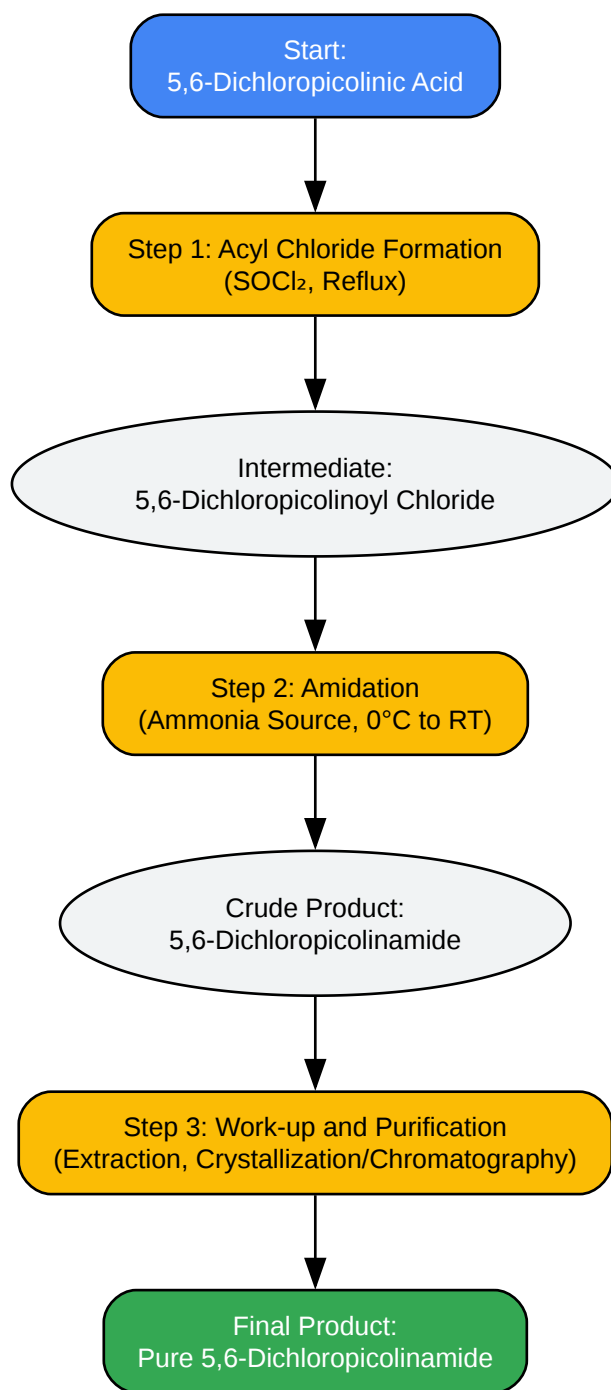 Start:
5,6-Dichloropicolinic Acid
Step 1: Acyl Chloride Formation
(SOCl₂, Reflux)
Intermediate:
5,6-Dichloropicolinoyl Chloride
Step 2: Amidation
(Ammonia Source, 0°C to RT)
Crude Product:
5,6-Dichloropicolinamide
Step 3: Work-up and Purification
(Extraction, Crystallization/Chromatography)
Final Product:
Pure 5,6-Dichloropicolinamide